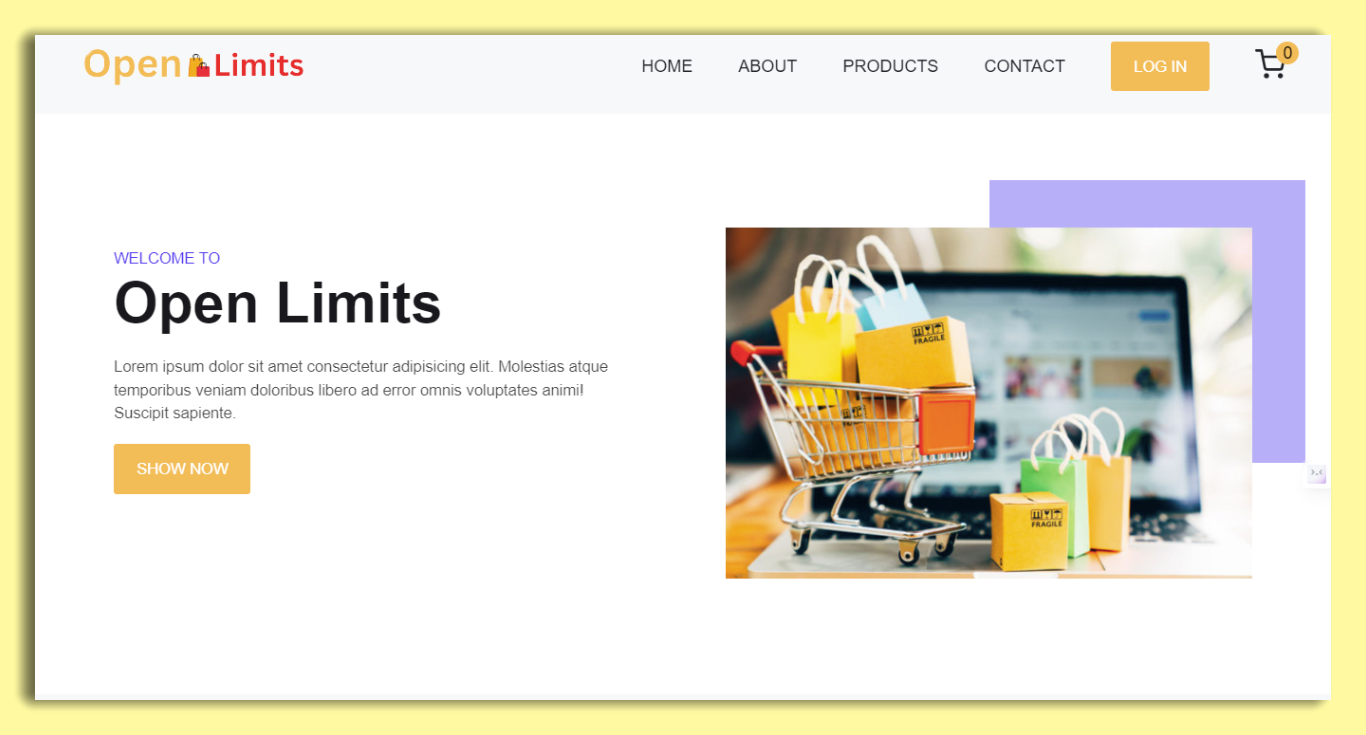 Open Limits
HOME ABOUT PRODUCTS CONTACT LOG IN 0
WELCOME TO
Open Limits
Lorem ipsum dolor sit amet consectetur adipisicing elit. Molestias atque
temporibus veniam doloribus libero ad error omnis voluptates animi!
Suscipit sapiente.
SHOW NOW
FRAGILE
FRAGILE
FRAGILE